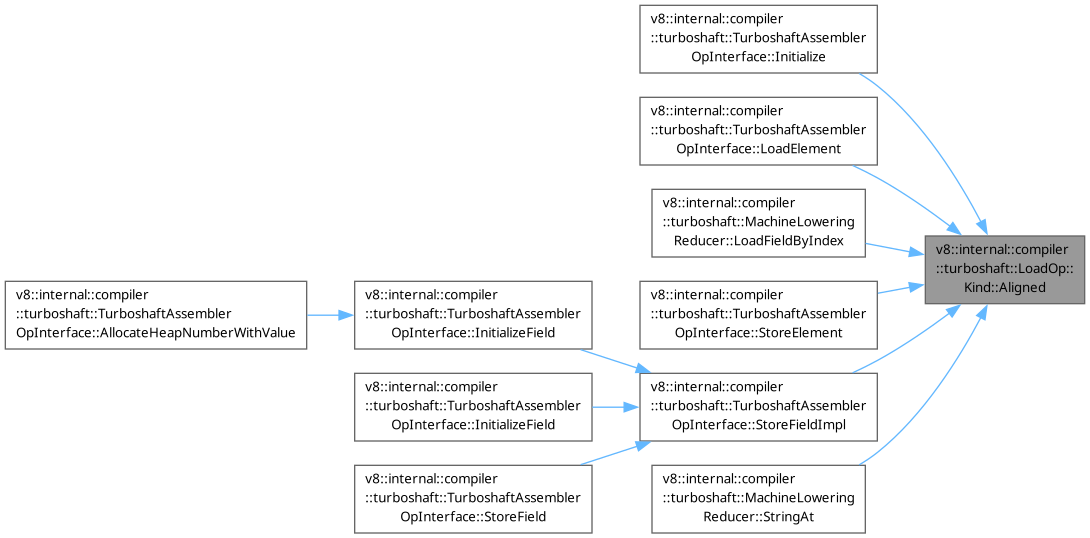 v8::internal::compiler
::turboshaft::TurboshaftAssembler
OpInterface::Initialize
v8::internal::compiler
::turboshaft::TurboshaftAssembler
OpInterface::LoadElement
v8::internal::compiler
::turboshaft::MachineLowering
Reducer::LoadFieldByIndex
v8::internal::compiler
::turboshaft::LoadOp::
Kind::Aligned
v8::internal::compiler
::turboshaft::TurboshaftAssembler
OpInterface::AllocateHeapNumberWithValue
v8::internal::compiler
::turboshaft::TurboshaftAssembler
OpInterface::InitializeField
v8::internal::compiler
::turboshaft::TurboshaftAssembler
OpInterface::StoreElement
v8::internal::compiler
::turboshaft::TurboshaftAssembler
OpInterface::InitializeField
v8::internal::compiler
::turboshaft::TurboshaftAssembler
OpInterface::StoreFieldImpl
v8::internal::compiler
::turboshaft::TurboshaftAssembler
OpInterface::StoreField
v8::internal::compiler
::turboshaft::MachineLowering
Reducer::StringAt